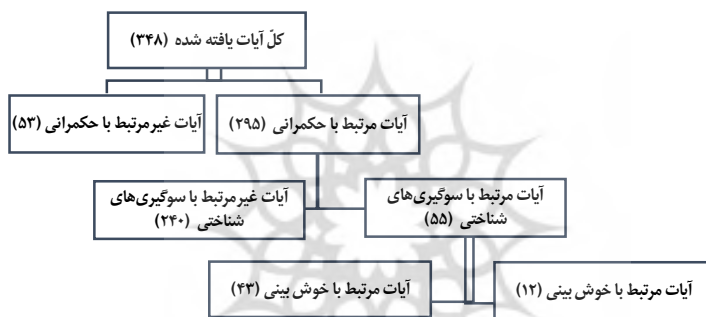 کلّ آیات یافته شده (۳۴۸)
آیات مرتبط با حکمرانی (۲۹۵)
آیات غیرمرتبط با حکمرانی (۵۳)
آیات مرتبط با سوگیری‌های
شناختی (۵۵)
آیات غیرمرتبط با سوگیری‌های
شناختی (۲۴۰)
آیات مرتبط با خوش بینی (۱۲)
آیات مرتبط با خوش بینی (۴۳)